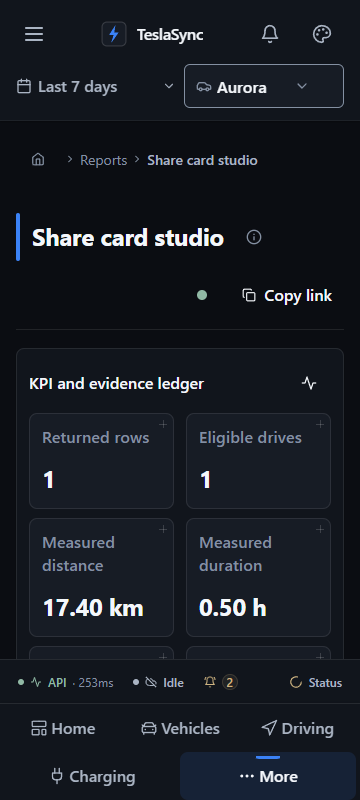 TeslaSync
Last 7 days
Aurora
Reports
Share card studio
Share card studio
Copy link
KPI and evidence ledger
Returned rows
1
Eligible drives
1
Measured
distance
17.40 km
Measured
duration
0.50 h
API · 253ms
Idle
2
Status
Home
Vehicles
Driving
Charging
More